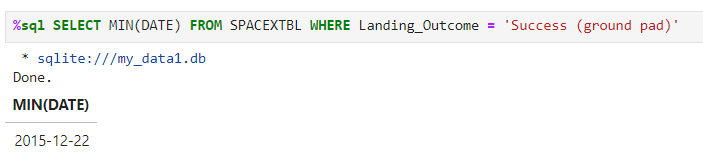 %sql SELECT MIN(DATE) FROM SPACEXTBL WHERE Landing_Outcome = 'Success (ground pad)'
* sqlite:///my_data1.db
Done.
MIN(DATE)
2015-12-22